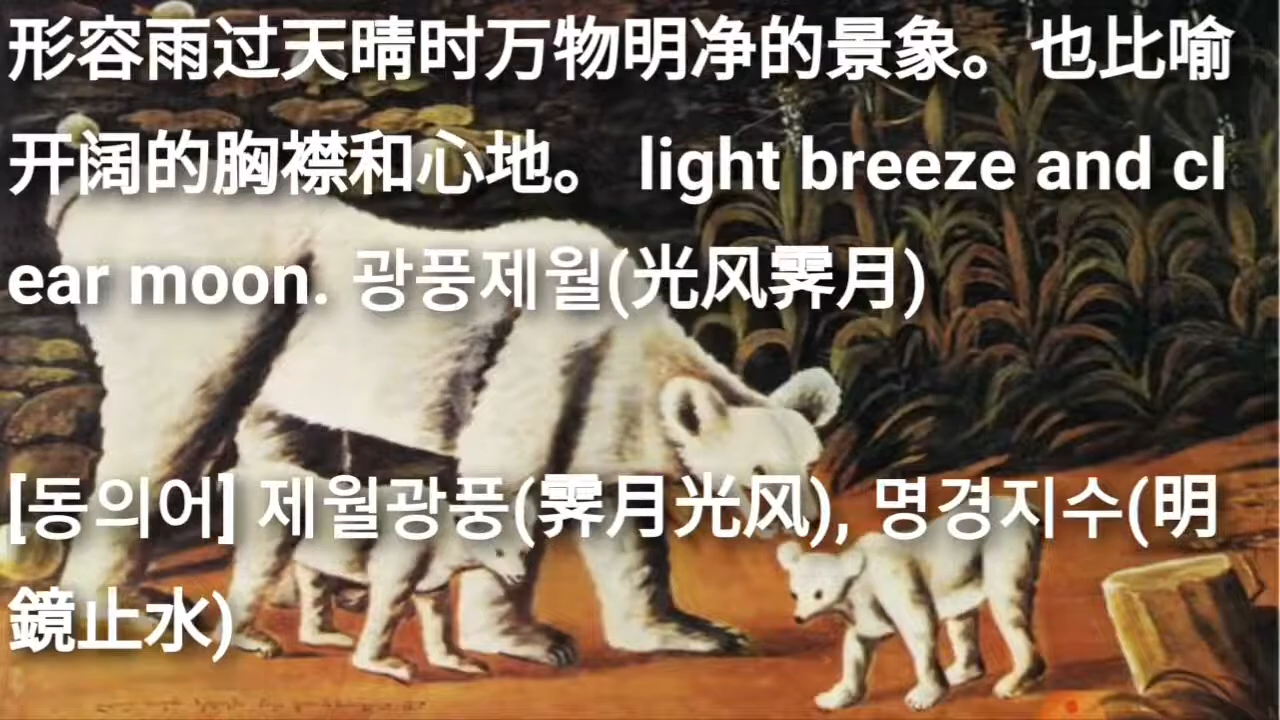 形容雨过天晴时万物明净的景象。也比喻
开阔的胸襟和心地。 light breeze and cl
ear moon. 광풍제월(光风霁月)
[동의어] 제월광풍(霁月光风), 명경지수(明
鏡止水)